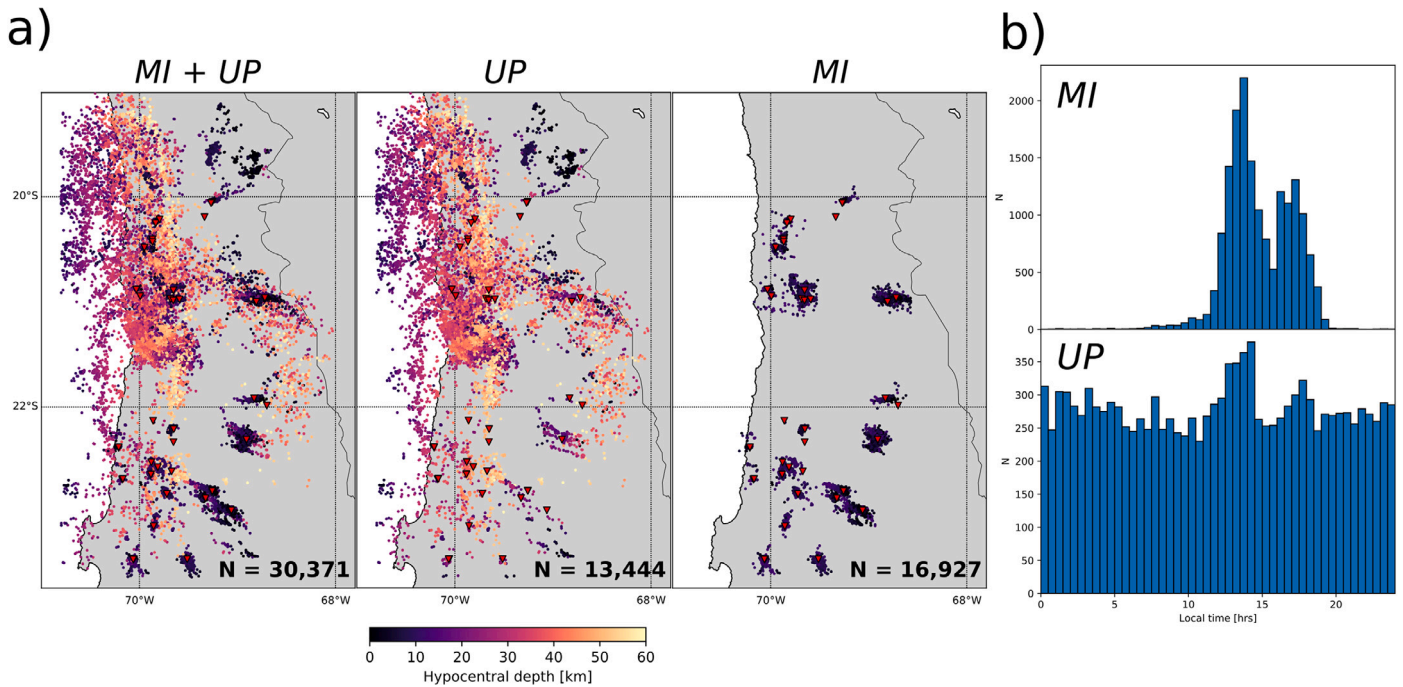 a)
b)
MI + UP
UP
MI
20°S
22°S
N = 30,371
N = 13,444
N = 16,927
70°W
68°W
70°W
68°W
70°W
68°W
0
10
20
30
40
50
60
Hypocentral depth [km]
MI
2000
1500
1000
500
0
N
UP
350
300
250
200
150
100
50
0
N
0
5
10
15
20
Local time [hrs]